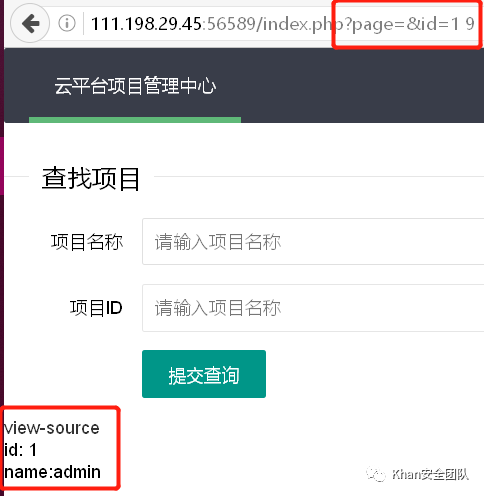 111.198.29.45:56589/index.php?page=&id=1 9
云平台项目管理中心
查找项目
项目名称 请输入项目名称
项目ID 请输入项目名称
提交查询
view-source
id: 1
name:admin
Khan安全团队